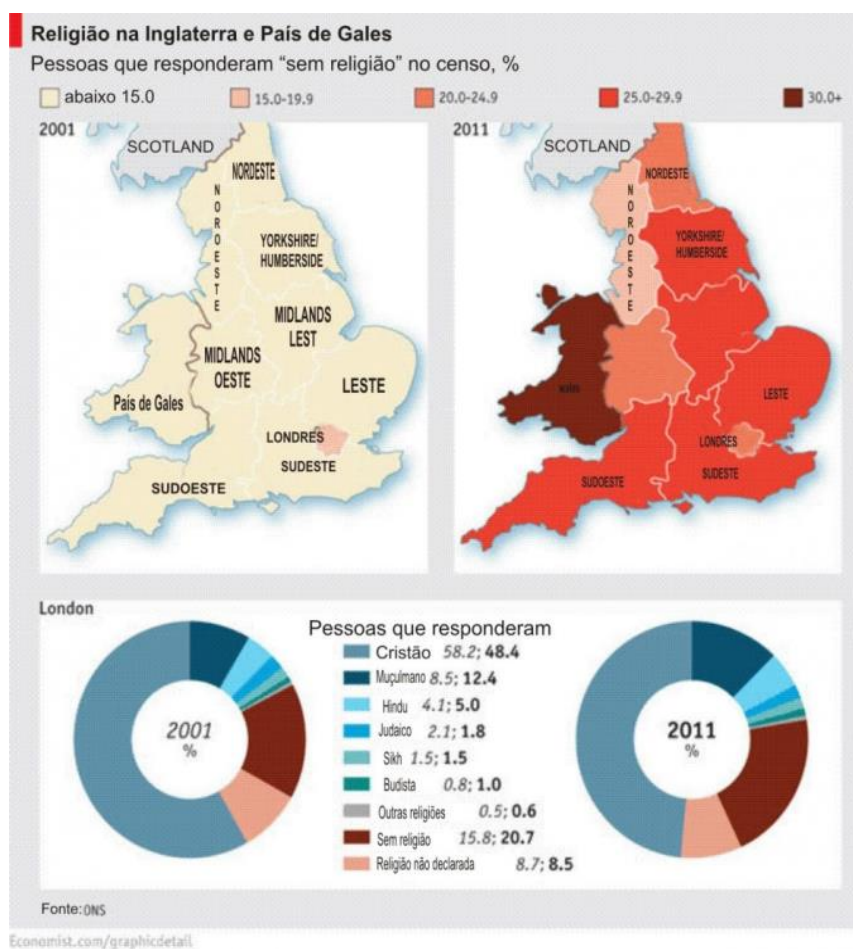 Religião na Inglaterra e País de Gales
Pessoas que responderam “sem religião” no censo, %
abaixo 15.0
15.0-19.9
20.0-24.9
25.0-29.9
30.0+
2001
SCOTLAND
NORDESTE
NOROESTE
YORKSHIRE/
HUMBERSIDE
MIDLANDS
LEST
MIDLANDS
OESTE
LESTE
País de Gales
LONDRES
SUDESTE
SUDOESTE
2011
SCOTLAND
NORDESTE
NOROESTE
YORKSHIRE/
HUMBERSIDE
Wales
LESTE
LONDRES
SUDESTE
SUDOESTE
London
Pessoas que responderam
Cristão 58.2; 48.4
Muçulmano 8.5; 12.4
Hindu 4.1; 5.0
Judaico 2.1; 1.8
Sikh 1.5; 1.5
Budista 0.8; 1.0
Outras religiões 0.5; 0.6
Sem religião 15.8; 20.7
Religião não declarada 8.7; 8.5
2001
%
2011
%
Fonte: ONS
Economist.com/graphicdetail